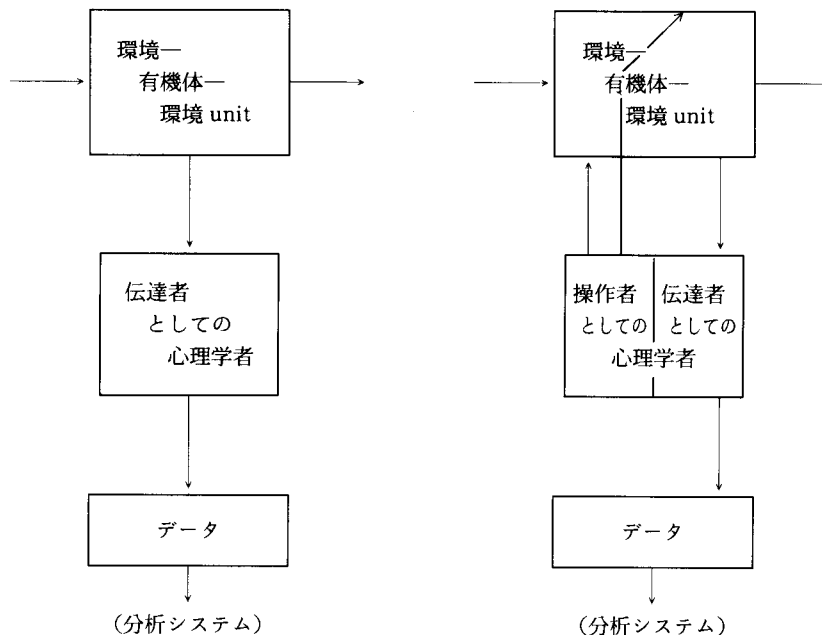 環境―
有機体―
環境 unit
伝達者
としての
心理学者
データ
(分析システム)
環境―
有機体―
環境 unit
操作者
としての
伝達者
としての
心理学者
データ
(分析システム)